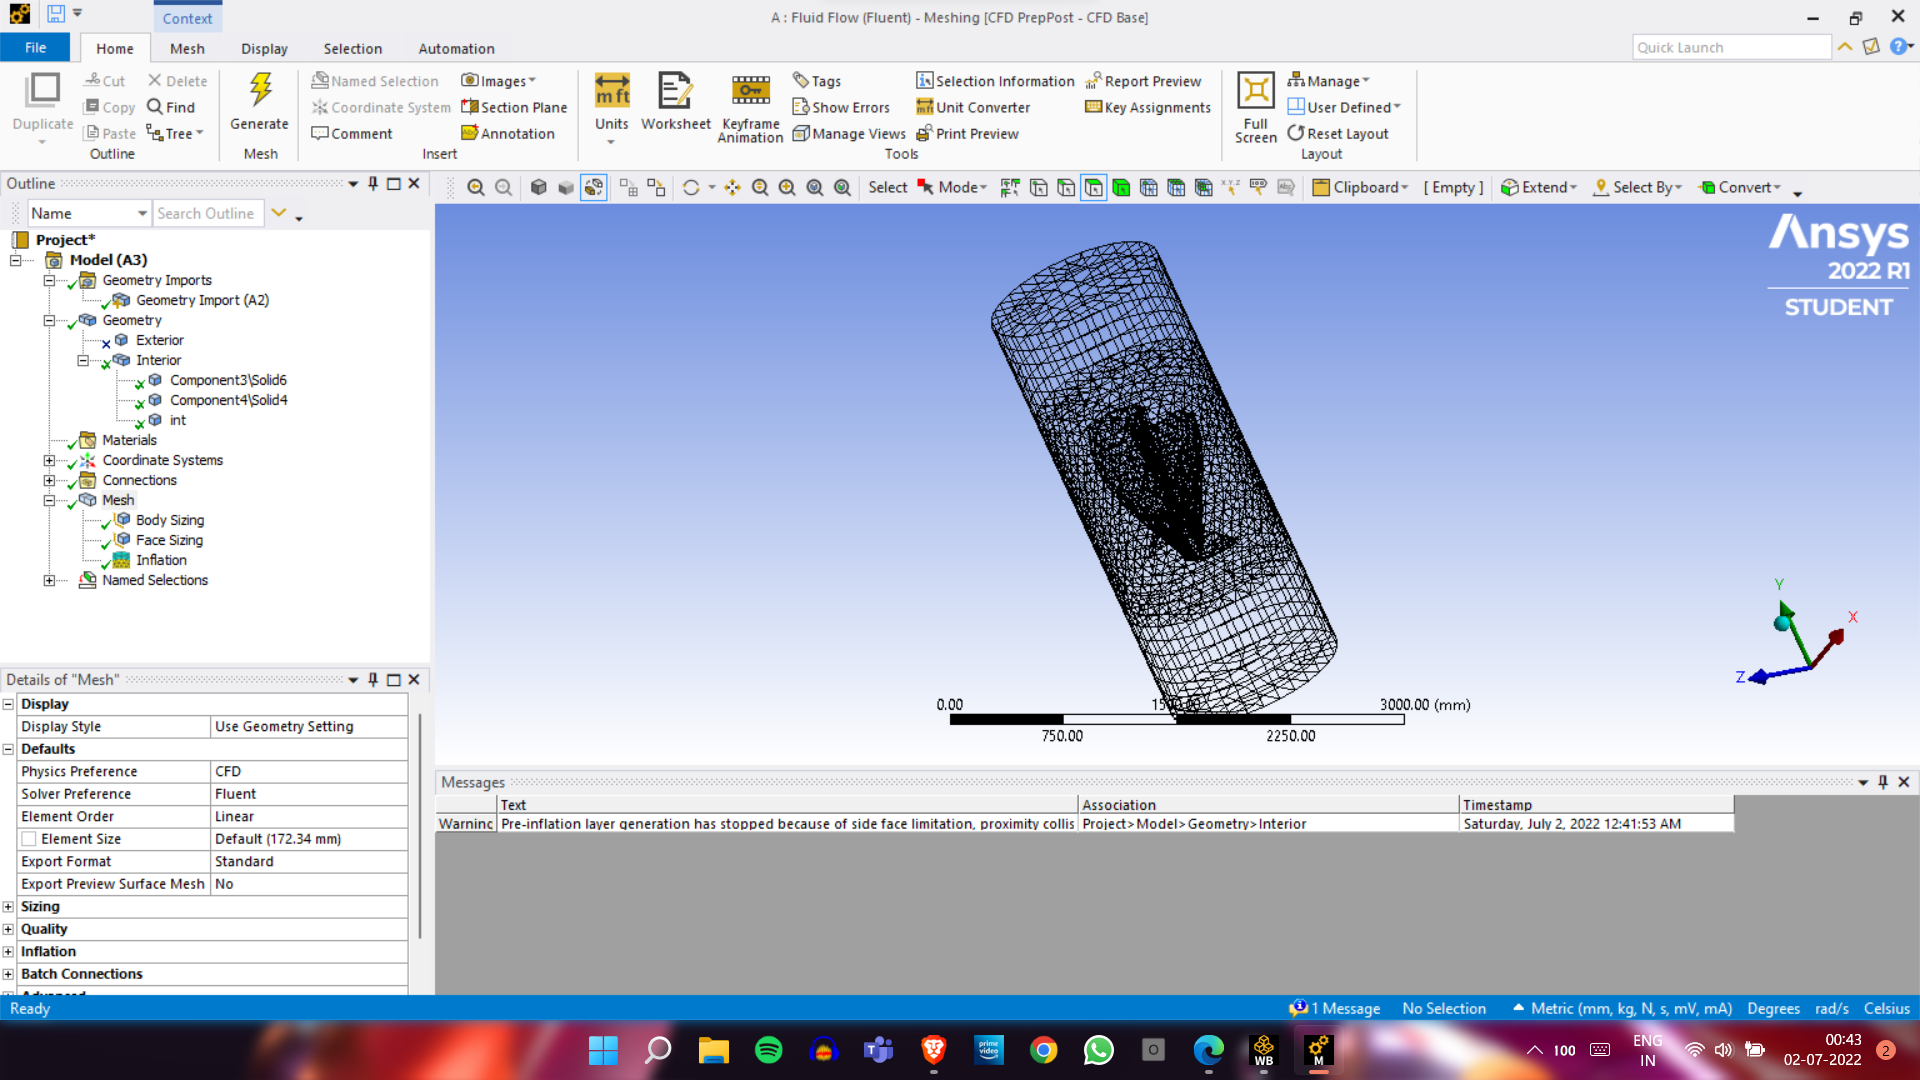 Context
A : Fluid Flow (Fluent) - Meshing [CFD PrepPost - CFD Base]
File Home Mesh Display Selection Automation
Quick Launch
Duplicate
Cut
Copy
Paste
Delete
Find
Tree
Outline
Generate
Mesh
Named Selection
Coordinate System
Comment
Images
Section Plane
Annotation
Insert
Units
Worksheet
Keyframe
Animation
Tags
Show Errors
Manage Views
Selection Information
Unit Converter
Print Preview
Report Preview
Key Assignments
Tools
Full
Screen
Manage
User Defined
Reset Layout
Layout
Outline
Select Mode Clipboard [ Empty ] Extend Select By Convert
Name Search Outline
Project*
Model (A3)
Geometry Imports
Geometry Import (A2)
Geometry
Exterior
Interior
Component3\Solid6
Component4\Solid4
int
Materials
Coordinate Systems
Connections
Mesh
Body Sizing
Face Sizing
Inflation
Named Selections
Ansys
2022 R1
STUDENT
Y
X
Z
0.00 3000.00 (mm)
750.00 2250.00
Details of "Mesh"
Display
Display Style Use Geometry Setting
Defaults
Physics Preference CFD
Solver Preference Fluent
Element Order Linear
Element Size Default (172.34 mm)
Export Format Standard
Export Preview Surface Mesh No
Sizing
Quality
Inflation
Batch Connections
Messages
Text Association Timestamp
Warning Pre-inflation layer generation has stopped because of side face limitation, proximity collis Project>Model>Geometry>Interior Saturday, July 2, 2022 12:41:53 AM
Ready
1 Message No Selection Metric (mm, kg, N, s, mV, mA) Degrees rad/s Celsius
prime
video
WB
M
100
ENG
IN
00:43
02-07-2022
2